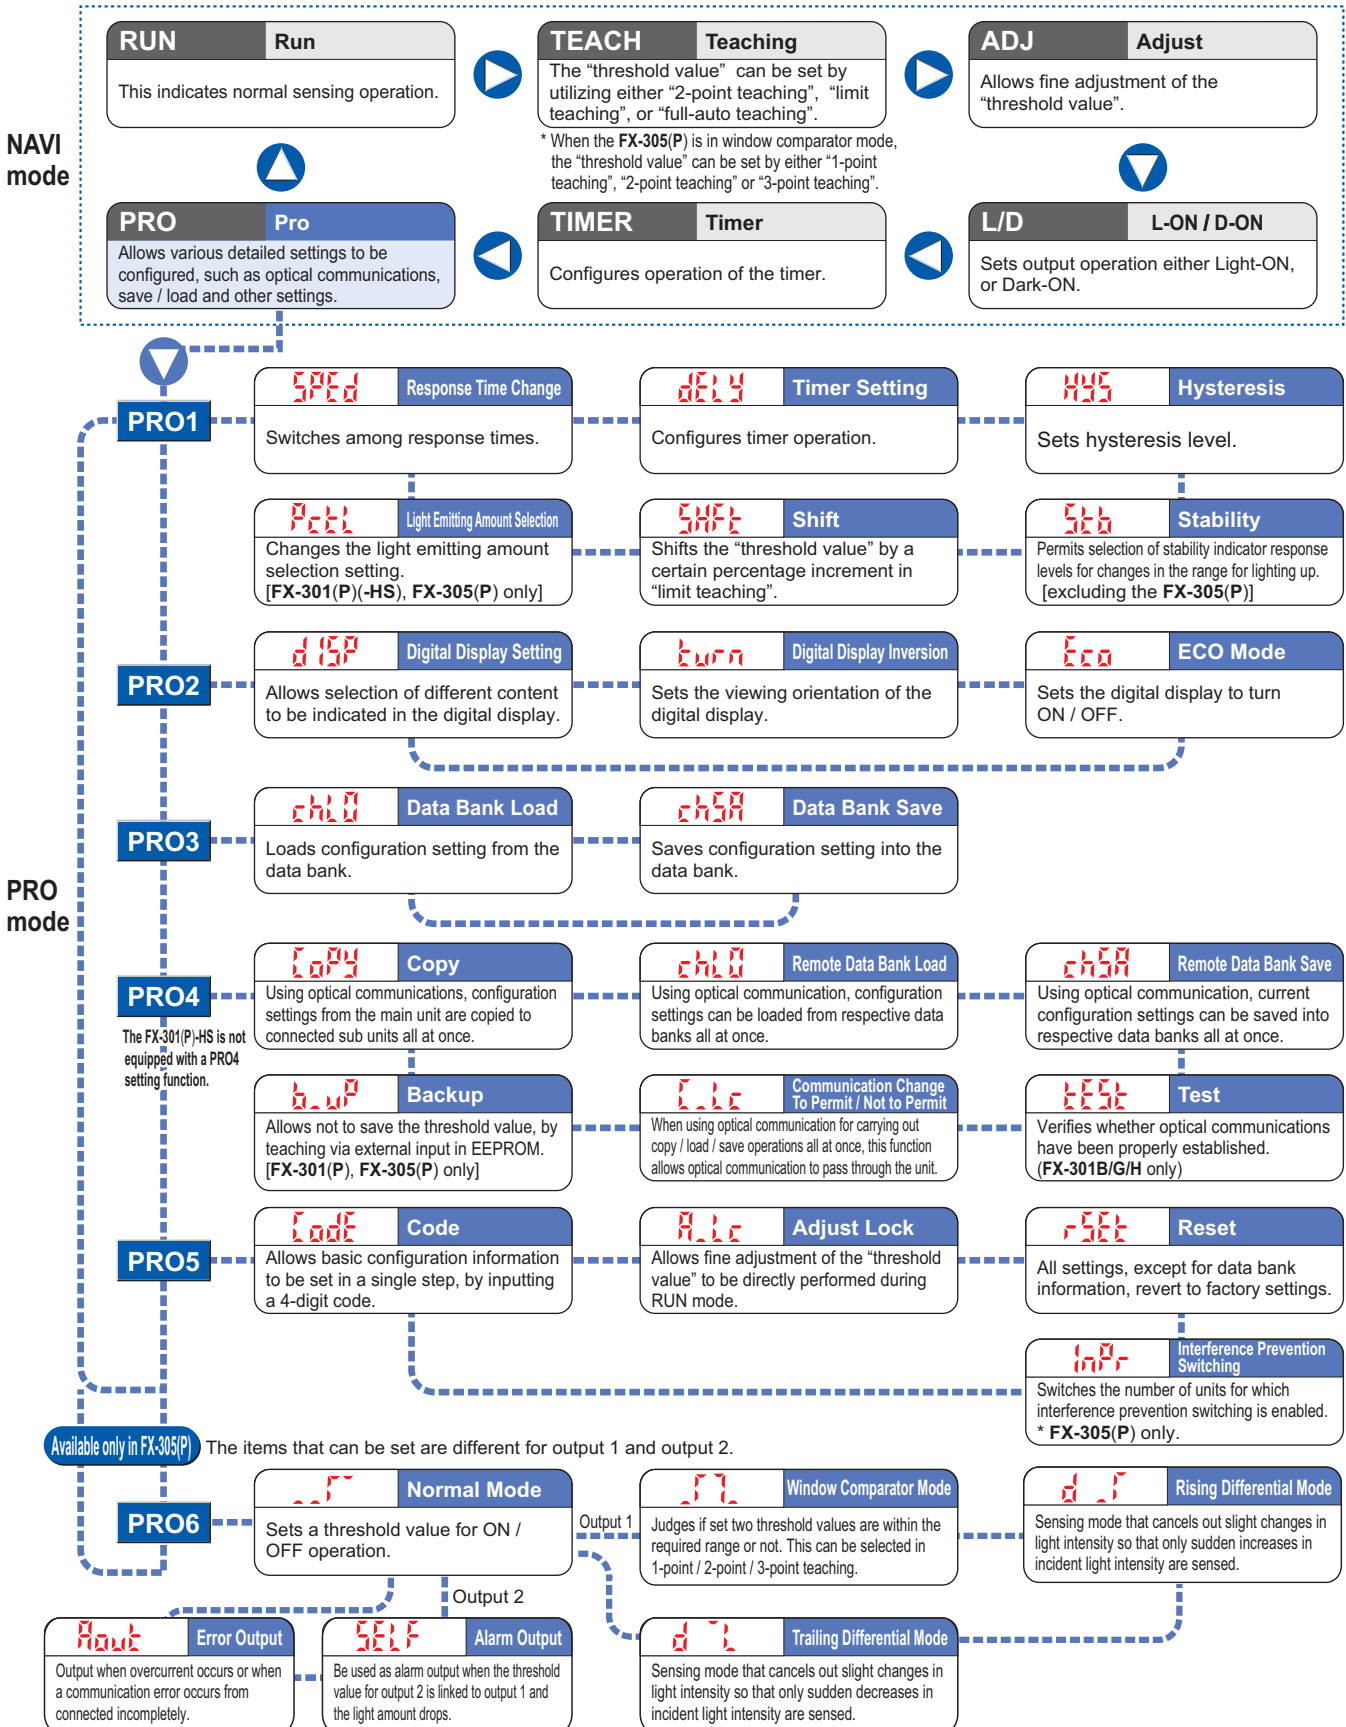 NAVI
mode
RUN Run
This indicates normal sensing operation.
TEACH Teaching
The “threshold value” can be set by
utilizing either “2-point teaching”, “limit
teaching”, or “full-auto teaching”.
* When the FX-305(P) is in window comparator mode,
the “threshold value” can be set by either “1-point
teaching”, “2-point teaching” or “3-point teaching”.
ADJ Adjust
Allows fine adjustment of the
“threshold value”.
PRO Pro
Allows various detailed settings to be
configured, such as optical communications,
save / load and other settings.
TIMER Timer
Configures operation of the timer.
L/D L-ON / D-ON
Sets output operation either Light-ON,
or Dark-ON.
PRO
mode
PRO1
SPEd Response Time Change
Switches among response times.
dELY Timer Setting
Configures timer operation.
HYS Hysteresis
Sets hysteresis level.
PctL Light Emitting Amount Selection
Changes the light emitting amount
selection setting.
[FX-301(P)(-HS), FX-305(P) only]
SHFt Shift
Shifts the “threshold value” by a
certain percentage increment in
“limit teaching”.
Stb Stability
Permits selection of stability indicator response
levels for changes in the range for lighting up.
[excluding the FX-305(P)]
PRO2
dISP Digital Display Setting
Allows selection of different content
to be indicated in the digital display.
turn Digital Display Inversion
Sets the viewing orientation of the
digital display.
Eco ECO Mode
Sets the digital display to turn
ON / OFF.
PRO3
chLO Data Bank Load
Loads configuration setting from the
data bank.
chSA Data Bank Save
Saves configuration setting into the
data bank.
PRO4
The FX-301(P)-HS is not
equipped with a PRO4
setting function.
CoPY Copy
Using optical communications, configuration
settings from the main unit are copied to
connected sub units all at once.
chLO Remote Data Bank Load
Using optical communication, configuration
settings can be loaded from respective data
banks all at once.
chSA Remote Data Bank Save
Using optical communication, current
configuration settings can be saved into
respective data banks all at once.
b_uP Backup
Allows not to save the threshold value, by
teaching via external input in EEPROM.
[FX-301(P), FX-305(P) only]
C_Lc Communication Change
To Permit / Not to Permit
When using optical communication for carrying out
copy / load / save operations all at once, this function
allows optical communication to pass through the unit.
tESt Test
Verifies whether optical communications
have been properly established.
(FX-301B/G/H only)
PRO5
CodE Code
Allows basic configuration information
to be set in a single step, by inputting
a 4-digit code.
A_Lc Adjust Lock
Allows fine adjustment of the “threshold
value” to be directly performed during
RUN mode.
rSEt Reset
All settings, except for data bank
information, revert to factory settings.
InPr Interference Prevention
Switching
Switches the number of units for which
interference prevention switching is enabled.
* FX-305(P) only.
Available only in FX-305(P) The items that can be set are different for output 1 and output 2.
PRO6
Normal Mode
Sets a threshold value for ON /
OFF operation.
Output 1
Window Comparator Mode
Judges if set two threshold values are within the
required range or not. This can be selected in
1-point / 2-point / 3-point teaching.
d Rising Differential Mode
Sensing mode that cancels out slight changes in
light intensity so that only sudden increases in
incident light intensity are sensed.
Output 2
Aout Error Output
Output when overcurrent occurs or when
a communication error occurs from
connected incompletely.
SELF Alarm Output
Be used as alarm output when the threshold
value for output 2 is linked to output 1 and
the light amount drops.
d Trailing Differential Mode
Sensing mode that cancels out slight changes in
light intensity so that only sudden decreases in
incident light intensity are sensed.